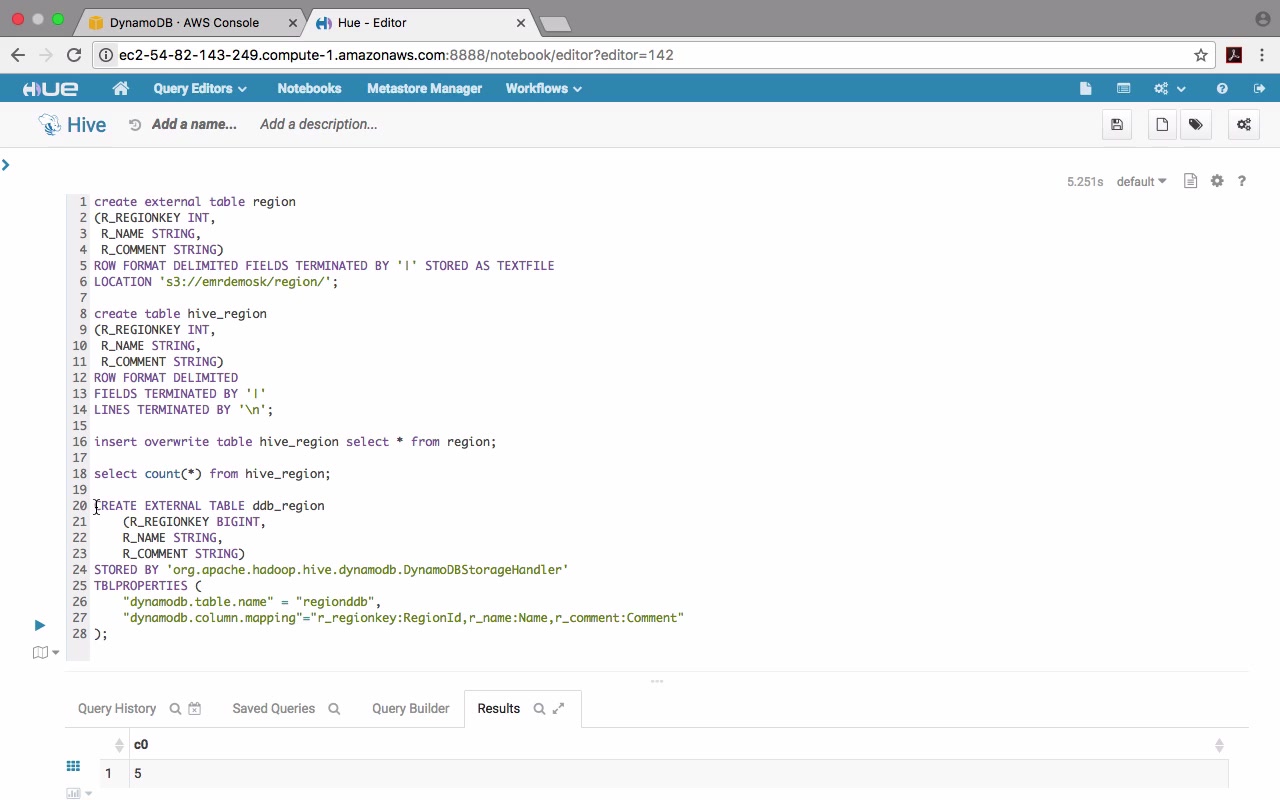 DynamoDB · AWS Console
Hue - Editor
ec2-54-82-143-249.compute-1.amazonaws.com:8888/notebook/editor?editor=142
HUE Query Editors Notebooks Metastore Manager Workflows
Hive Add a name... Add a description...
5.251s default ?
1 create external table region
2 (R_REGIONKEY INT,
3 R_NAME STRING,
4 R_COMMENT STRING)
5 ROW FORMAT DELIMITED FIELDS TERMINATED BY '|' STORED AS TEXTFILE
6 LOCATION 's3://emrdemosk/region/';
7
8 create table hive_region
9 (R_REGIONKEY INT,
10 R_NAME STRING,
11 R_COMMENT STRING)
12 ROW FORMAT DELIMITED
13 FIELDS TERMINATED BY '|'
14 LINES TERMINATED BY '\n';
15
16 insert overwrite table hive_region select * from region;
17
18 select count(*) from hive_region;
19
20 CREATE EXTERNAL TABLE ddb_region
21 (R_REGIONKEY BIGINT,
22 R_NAME STRING,
23 R_COMMENT STRING)
24 STORED BY 'org.apache.hadoop.hive.dynamodb.DynamoDBStorageHandler'
25 TBLPROPERTIES (
26 "dynamodb.table.name" = "regionddb",
27 "dynamodb.column.mapping"="r_regionkey:RegionId,r_name:Name,r_comment:Comment"
28 );
Query History Saved Queries Query Builder Results
c0
1 5